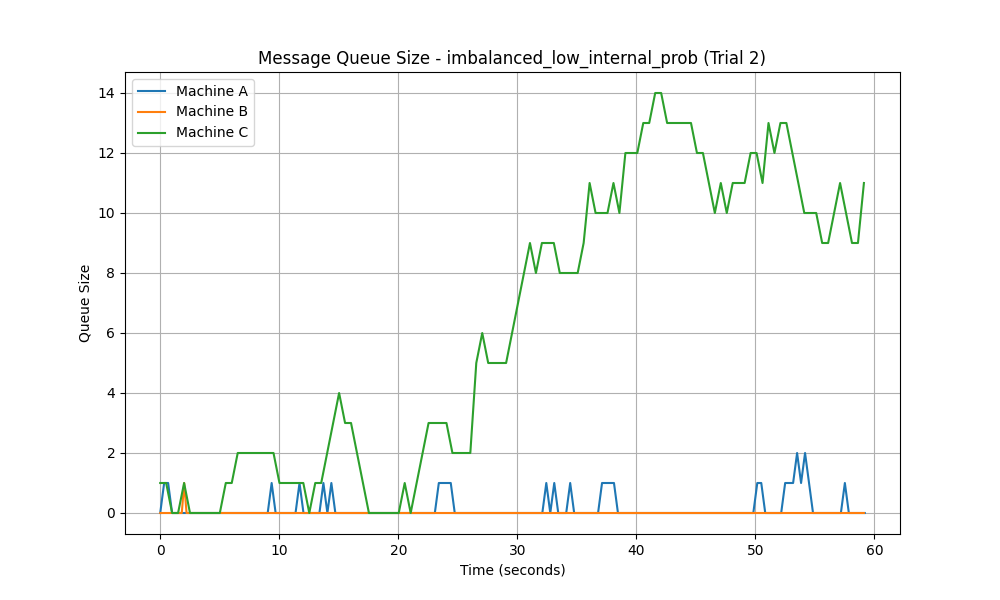 Message Queue Size - imbalanced_low_internal_prob (Trial 2)
Machine A
Machine B
Machine C
Queue Size
14
12
10
8
6
4
2
0
0 10 20 30 40 50 60
Time (seconds)